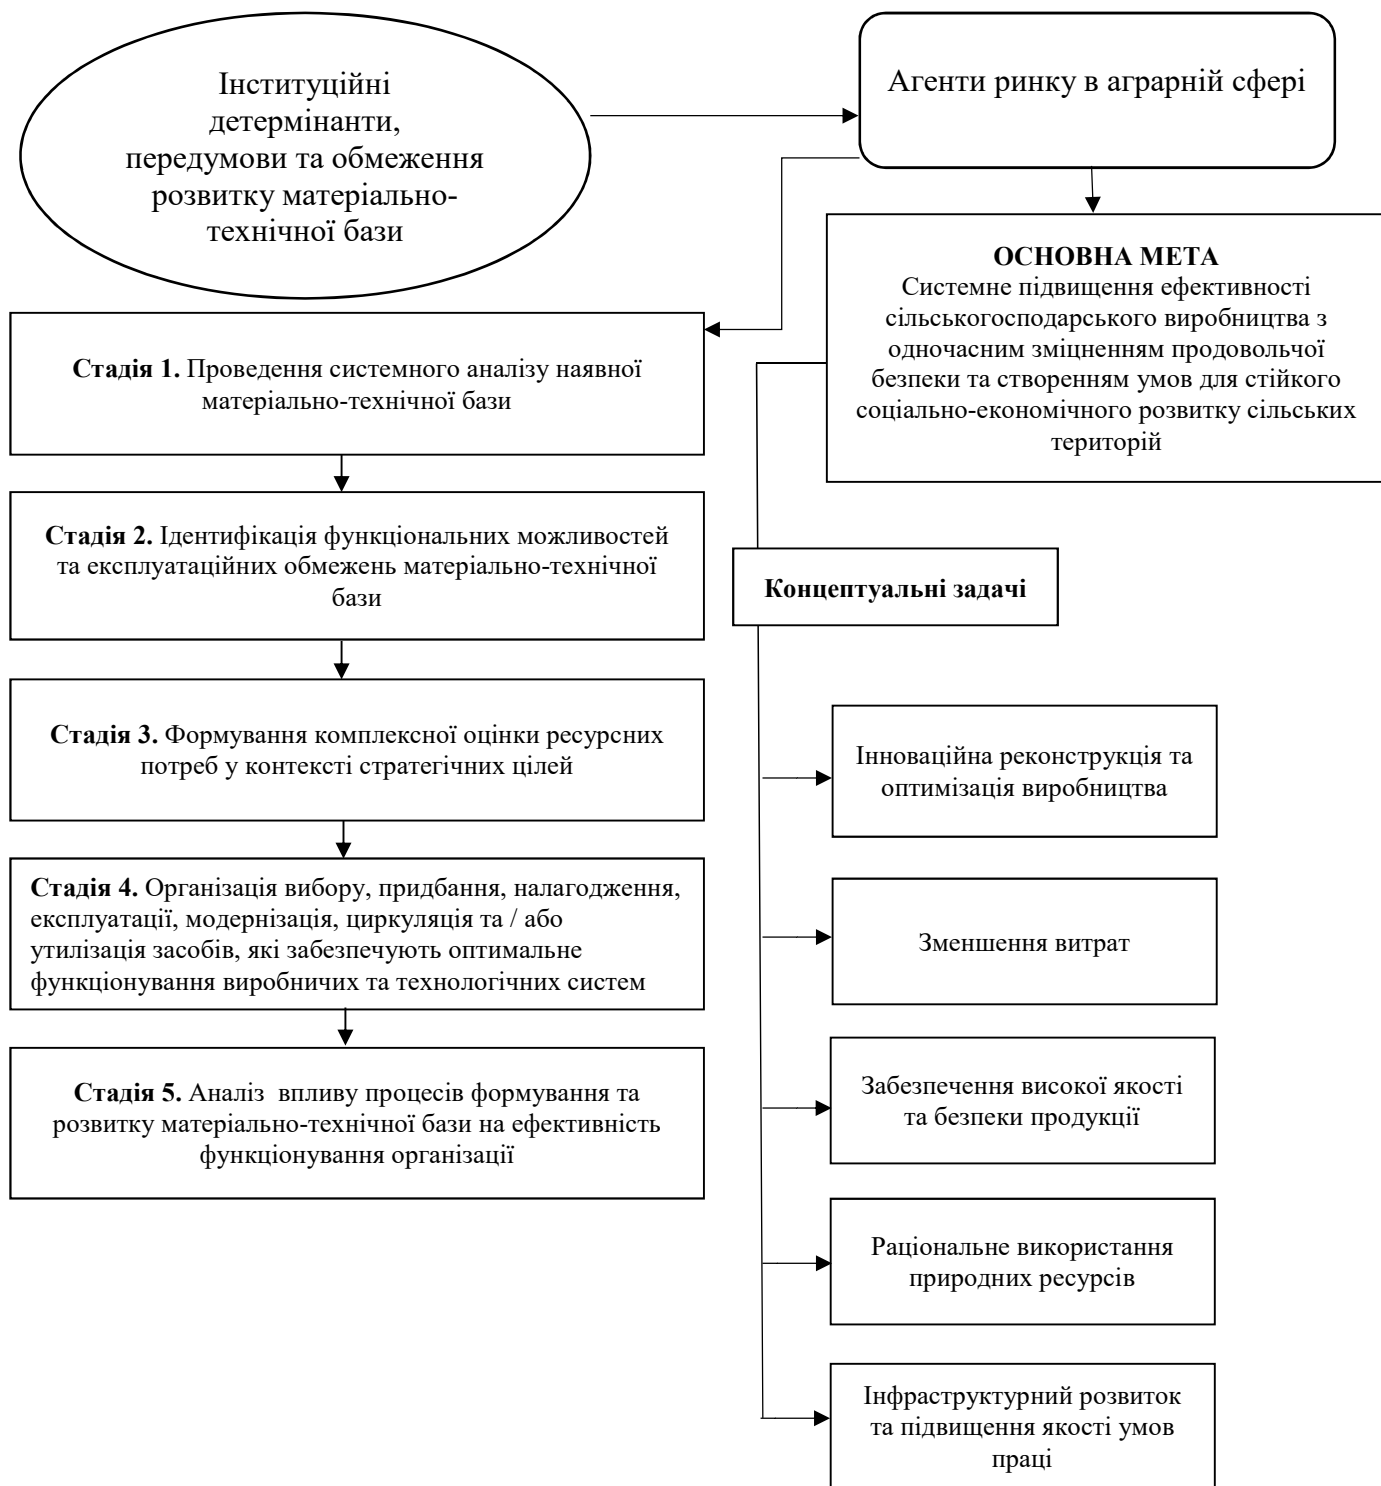 Інституційні
детермінанти,
передумови та обмеження
розвитку матеріально-
технічної бази
Агенти ринку в аграрній сфері
ОСНОВНА МЕТА
Системне підвищення ефективності
сільськогосподарського виробництва з
одночасним зміцненням продовольчої
безпеки та створенням умов для стійкого
соціально-економічного розвитку сільських
територій
Стадія 1. Проведення системного аналізу наявної
матеріально-технічної бази
Стадія 2. Ідентифікація функціональних можливостей
та експлуатаційних обмежень матеріально-технічної
бази
Стадія 3. Формування комплексної оцінки ресурсних
потреб у контексті стратегічних цілей
Стадія 4. Організація вибору, придбання, налагодження,
експлуатації, модернізація, циркуляція та / або
утилізація засобів, які забезпечують оптимальне
функціонування виробничих та технологічних систем
Стадія 5. Аналіз впливу процесів формування та
розвитку матеріально-технічної бази на ефективність
функціонування організації
Концептуальні задачі
Інноваційна реконструкція та
оптимізація виробництва
Зменшення витрат
Забезпечення високої якості
та безпеки продукції
Раціональне використання
природних ресурсів
Інфраструктурний розвиток
та підвищення якості умов
праці